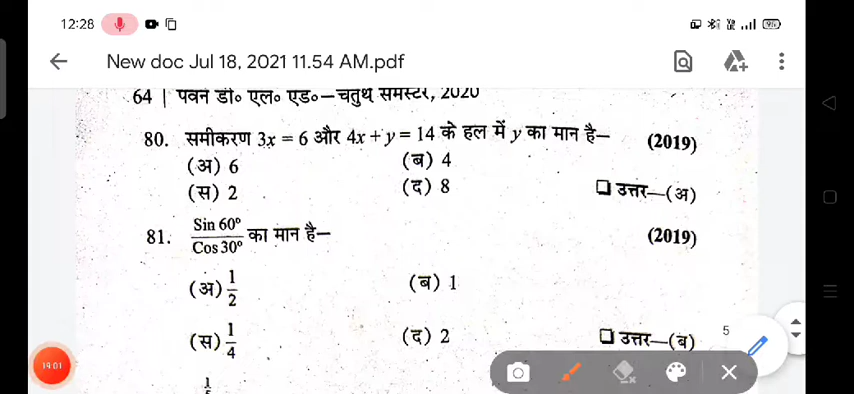 12:28
New doc Jul 18, 2021 11.54 AM.pdf
64 | पवन डी० एल० एड०—चतुर्थ सेमेस्टर, 2020
80. समीकरण 3x = 6 और 4x + y = 14 के हल में y का मान है— (2019)
(अ) 6 (ब) 4
(स) 2 (द) 8 ❑ उत्तर—(अ)
81. Sin 60°/Cos 30° का मान है— (2019)
(अ) 1/2 (ब) 1
(स) 1/4 (द) 2 ❑ उत्तर—(ब)
5
19:01